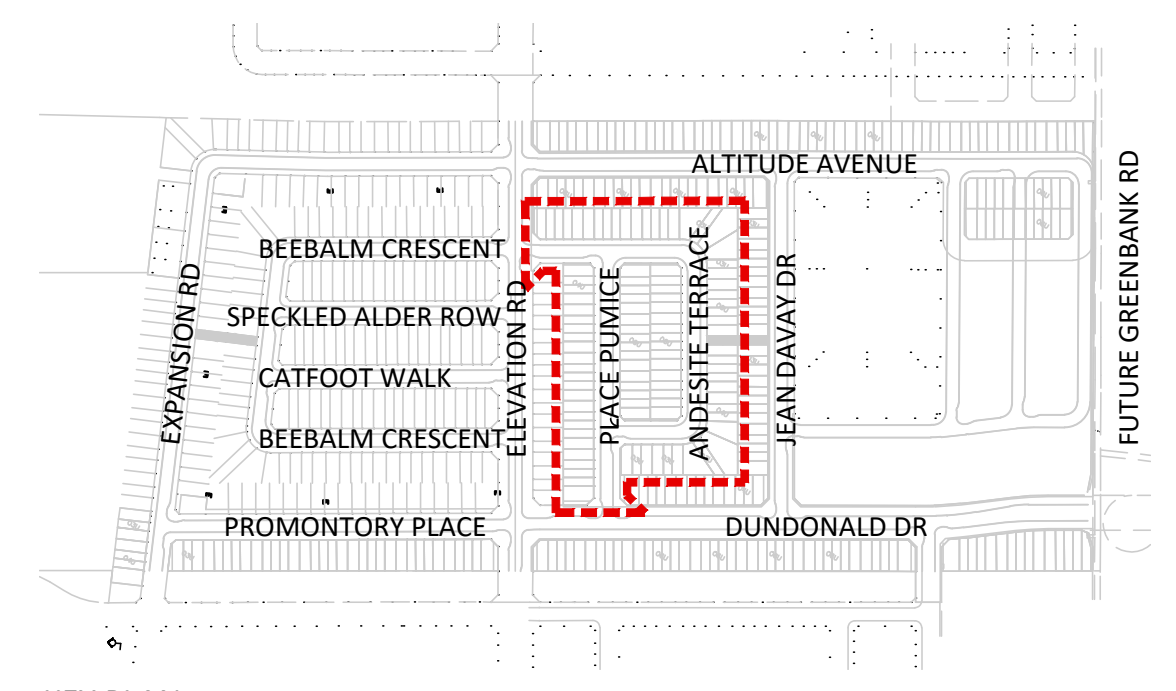 ALTITUDE AVENUE
FUTURE GREENBANK RD
BEEBALM CRESCENT
EXPANSION RD
SPECKLED ALDER ROW
ELEVATION RD
PLACE PUMICE
ANDESITE TERRACE
JEAN DAVAY DR
CATFOOT WALK
BEEBALM CRESCENT
PROMONTORY PLACE
DUNDONALD DR